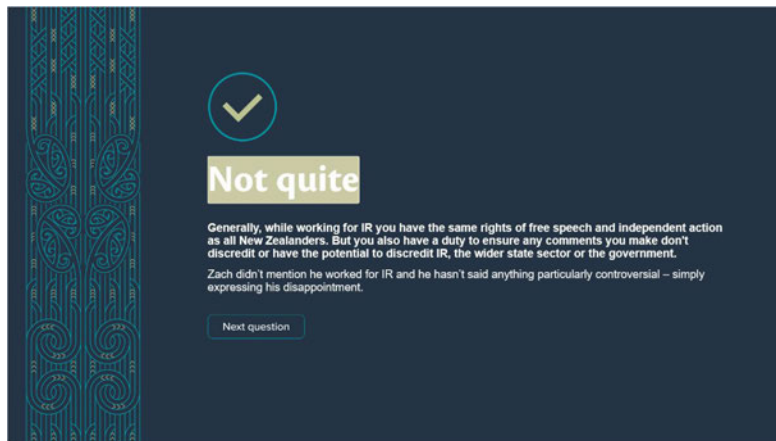 Not quite
Generally, while working for IR you have the same rights of free speech and independent action
as all New Zealanders. But you also have a duty to ensure any comments you make don't
discredit or have the potential to discredit IR, the wider state sector or the government.
Zach didn't mention he worked for IR and he hasn't said anything particularly controversial – simply
expressing his disappointment.
Next question